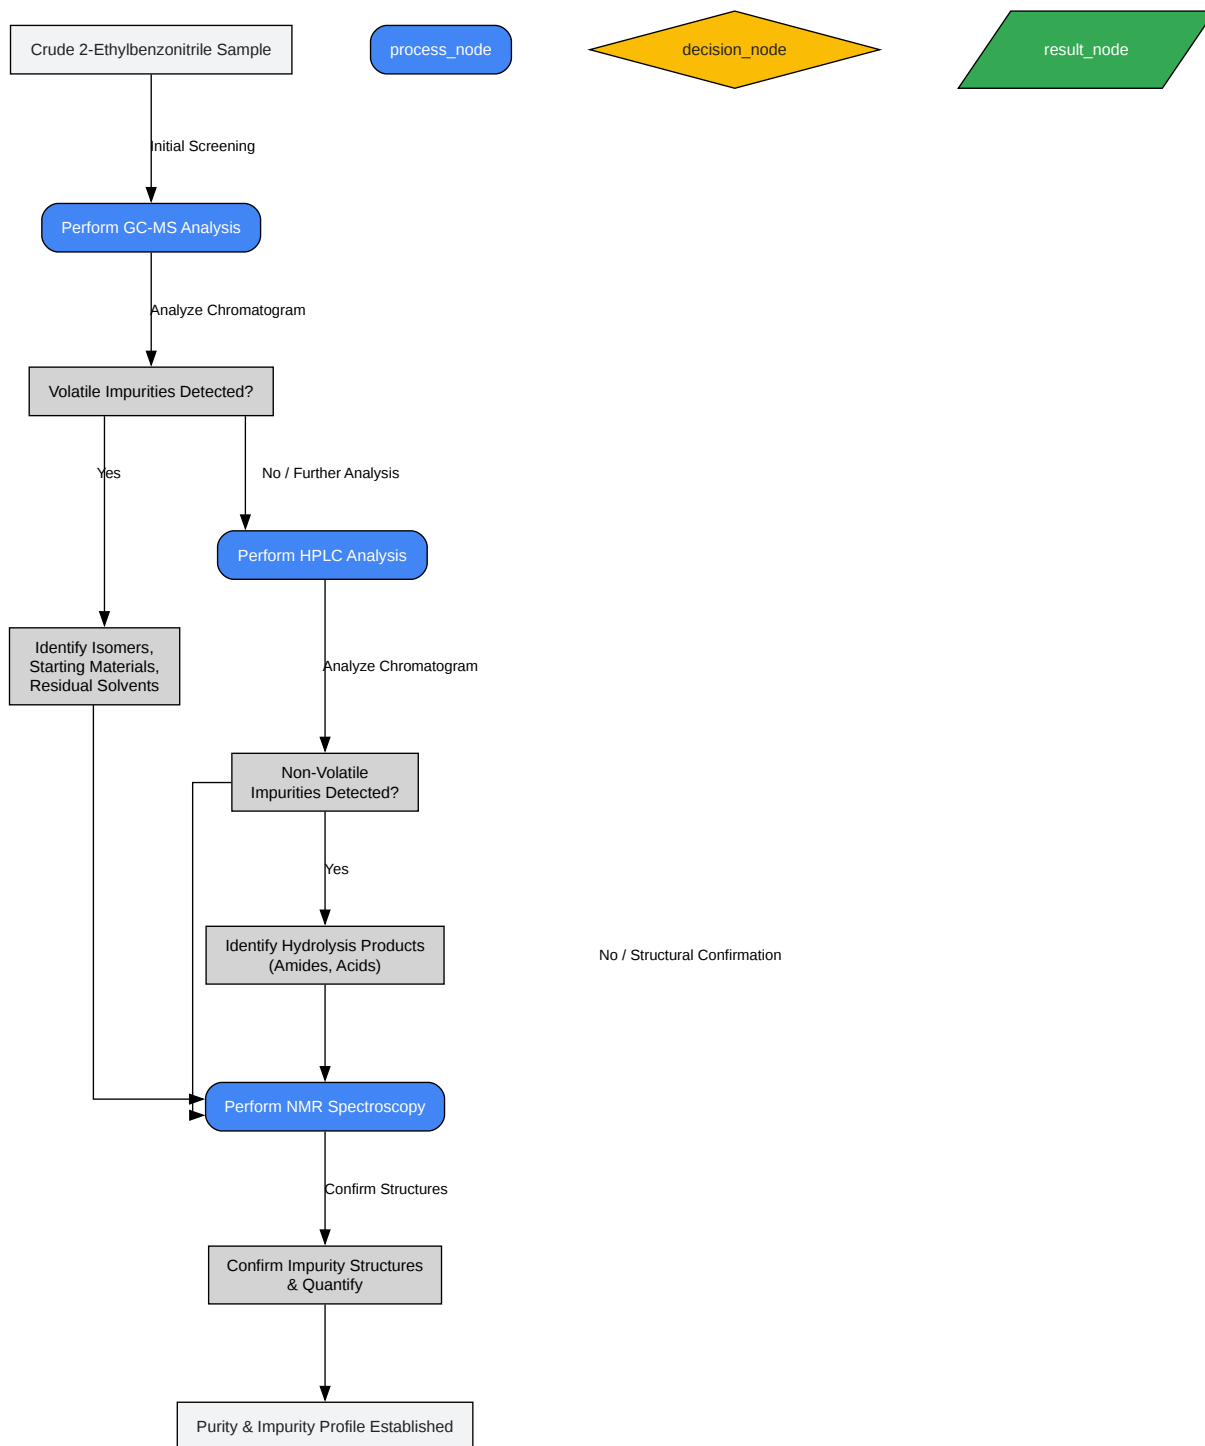 Crude 2-Ethylbenzonitrile Sample
process_node
decision_node
result_node
Initial Screening
Perform GC-MS Analysis
Analyze Chromatogram
Volatile Impurities Detected?
Yes
No / Further Analysis
Perform HPLC Analysis
Identify Isomers,
Starting Materials,
Residual Solvents
Analyze Chromatogram
Non-Volatile
Impurities Detected?
Yes
Identify Hydrolysis Products
(Amides, Acids)
No / Structural Confirmation
Perform NMR Spectroscopy
Confirm Structures
Confirm Impurity Structures
& Quantify
Purity & Impurity Profile Established